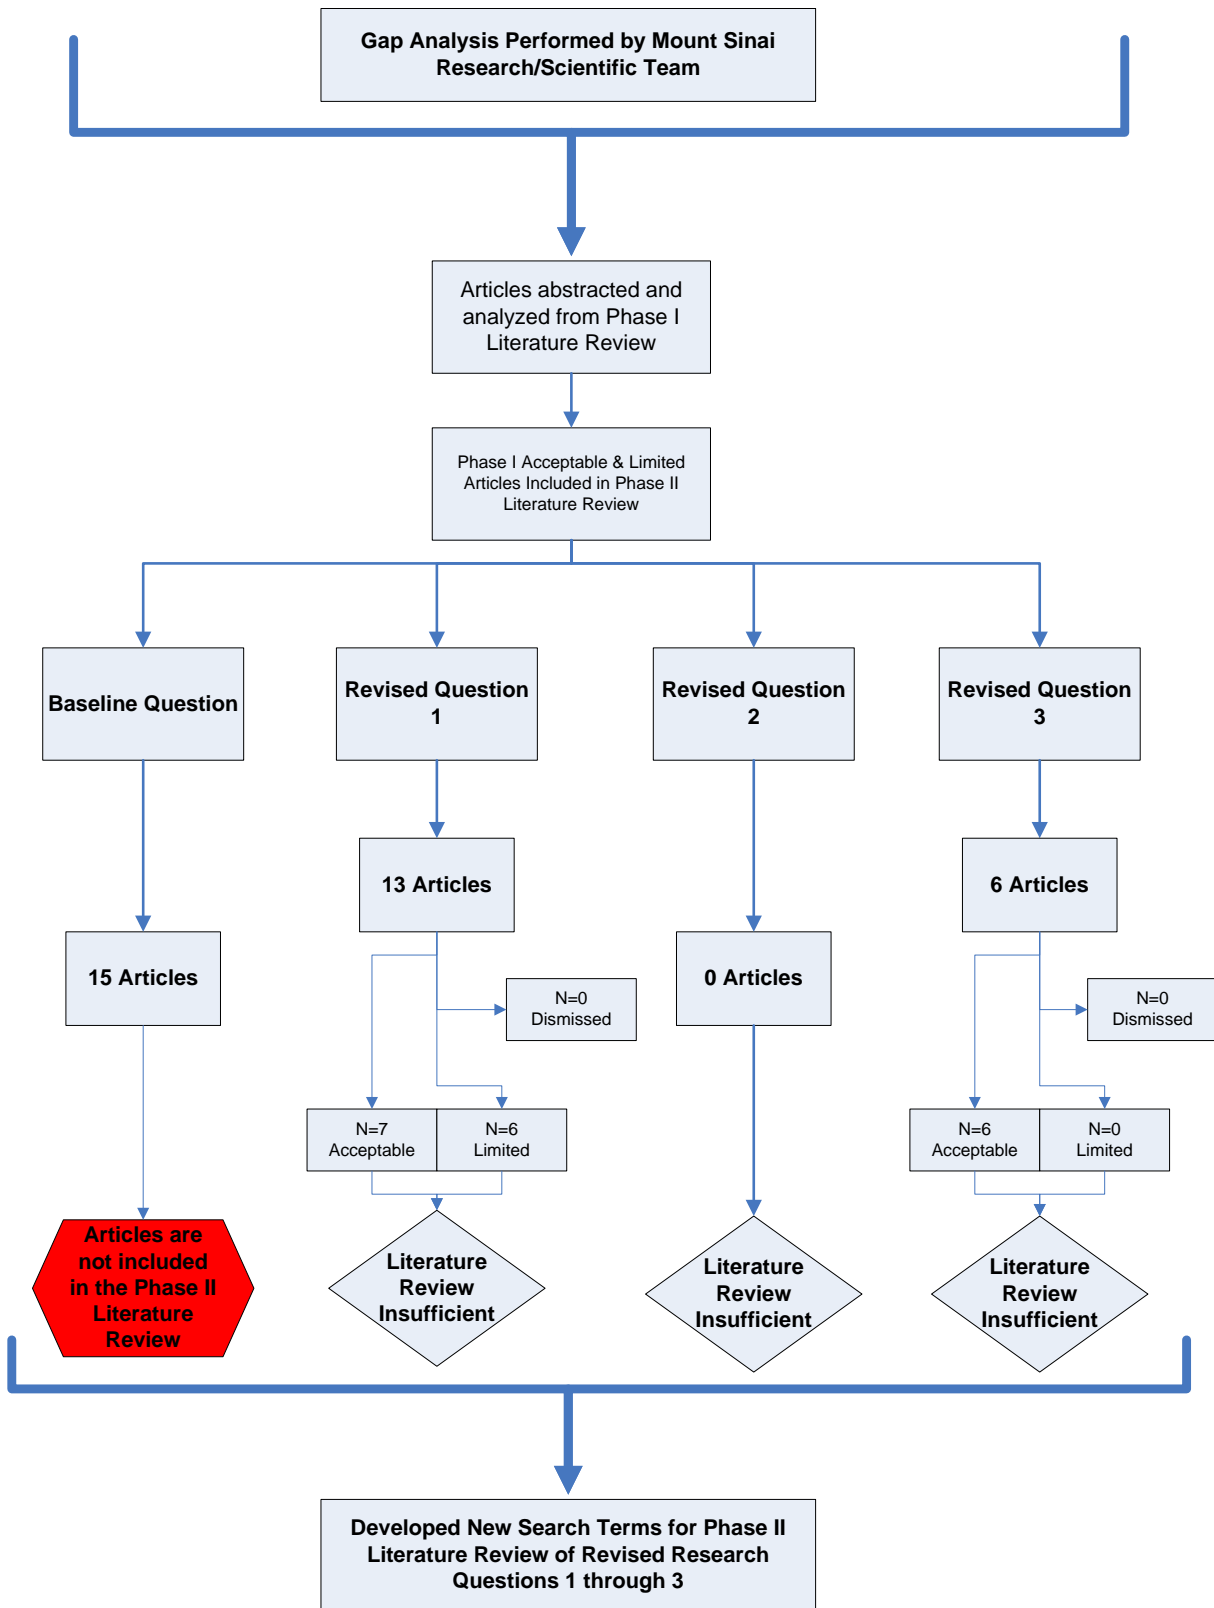 Gap Analysis Performed by Mount Sinai
Research/Scientific Team
Articles abstracted and
analyzed from Phase I
Literature Review
Phase I Acceptable & Limited
Articles Included in Phase II
Literature Review
Baseline Question
Revised Question
1
Revised Question
2
Revised Question
3
13 Articles
6 Articles
15 Articles
0 Articles
N=0
Dismissed
N=0
Dismissed
N=7
Acceptable
N=6
Limited
N=6
Acceptable
N=0
Limited
Articles are
not included
in the Phase II
Literature
Review
Literature
Review
Insufficient
Literature
Review
Insufficient
Literature
Review
Insufficient
Developed New Search Terms for Phase II
Literature Review of Revised Research
Questions 1 through 3